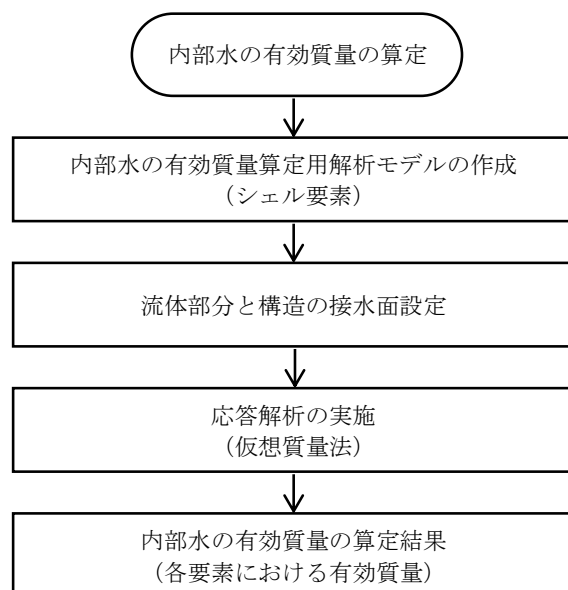 内部水の有効質量の算定
内部水の有効質量算定用解析モデルの作成
（シェル要素）
流体部分と構造の接水面設定
応答解析の実施
（仮想質量法）
内部水の有効質量の算定結果
（各要素における有効質量）